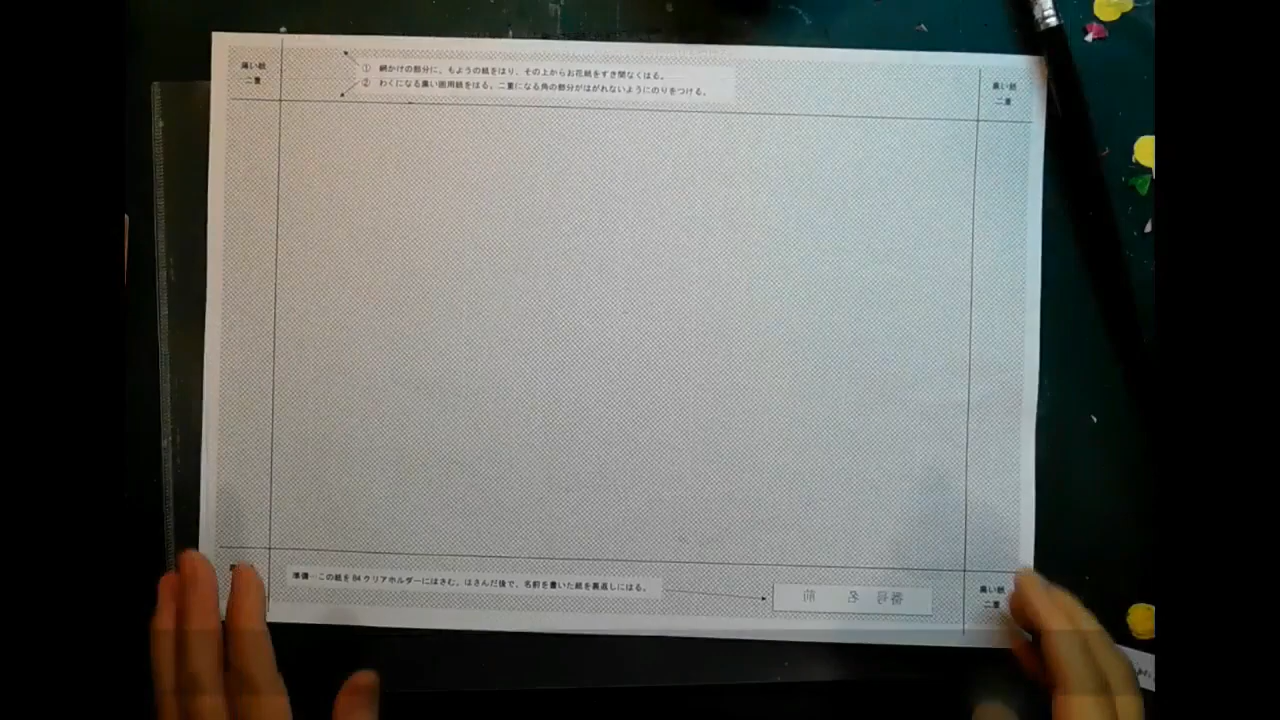 黒い紙
二重
① 網かけの部分に、もようの紙をはり、その上からお花紙をすき間なくはる。
② わくになる黒い画用紙をはる。二重になる角の部分がはがれないようにのりをつける。
黒い紙
二重
準備…この紙をB4クリアホルダーにはさむ。はさんだ後で、名前を書いた紙を裏返しにはる。
番号 名 前
黒い紙
二重